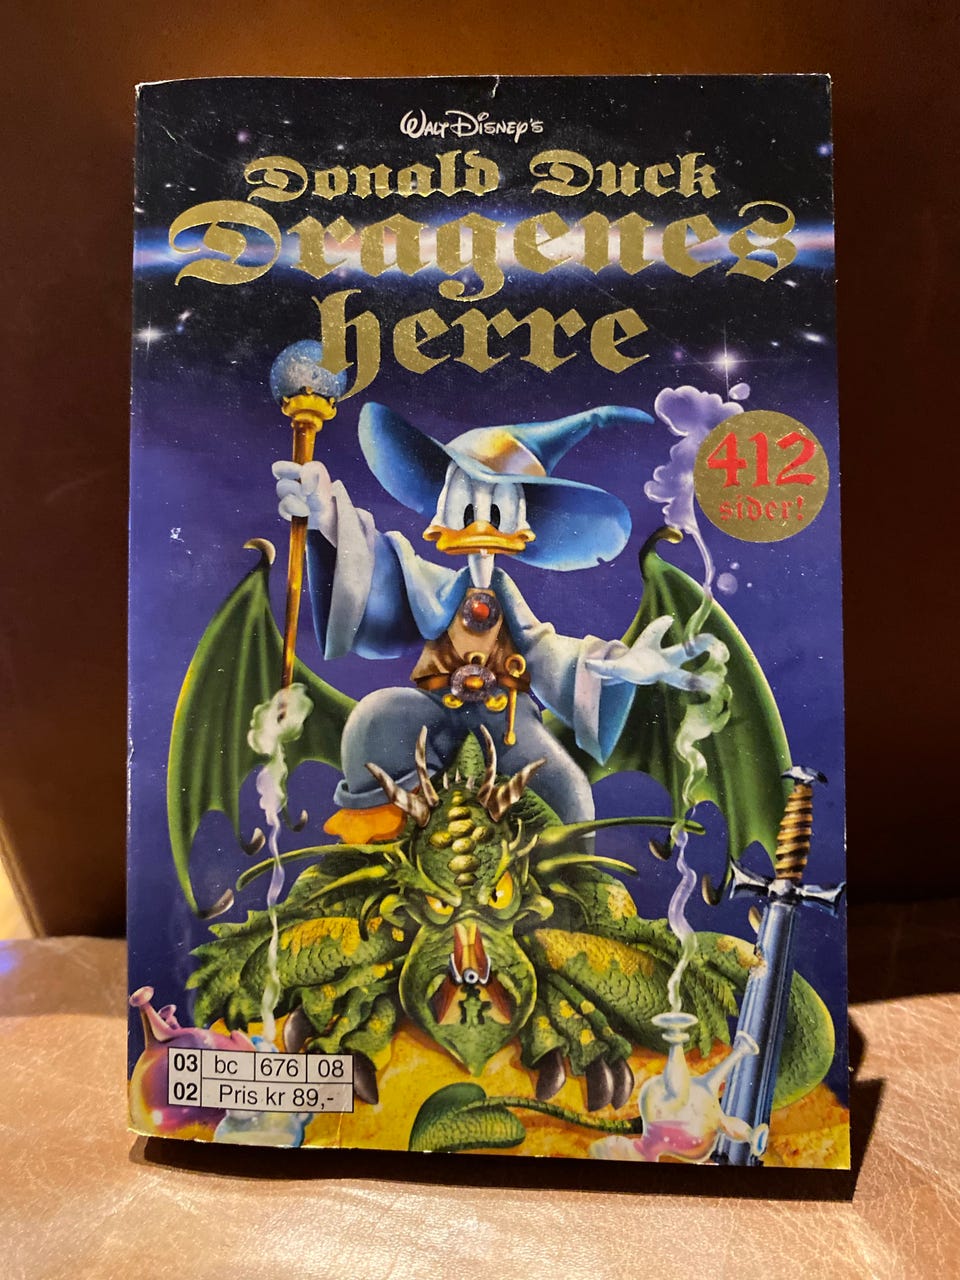 Walt Disney's
Donald Duck
Dragenes
herre
412
sider!
03 bc 676 08
02 Pris kr 89,-